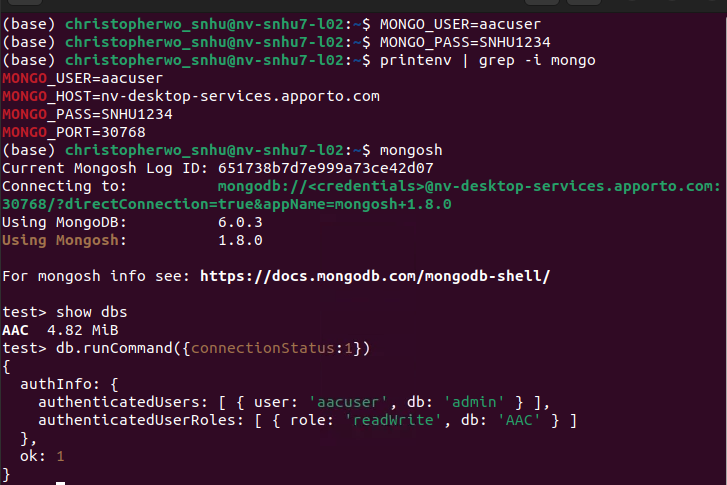 (base) christopherwo_snhu@nv-snhu7-l02:~$ MONGO_USER=aacuser
(base) christopherwo_snhu@nv-snhu7-l02:~$ MONGO_PASS=SNHU1234
(base) christopherwo_snhu@nv-snhu7-l02:~$ printenv | grep -i mongo
MONGO_USER=aacuser
MONGO_HOST=nv-desktop-services.apporto.com
MONGO_PASS=SNHU1234
MONGO_PORT=30768
(base) christopherwo_snhu@nv-snhu7-l02:~$ mongosh
Current Mongosh Log ID: 651738b7d7e999a73ce42d07
Connecting to:          mongodb://<credentials>@nv-desktop-services.apporto.com:
30768/?directConnection=true&appName=mongosh+1.8.0
Using MongoDB:          6.0.3
Using Mongosh:          1.8.0
For mongosh info see: https://docs.mongodb.com/mongodb-shell/
test> show dbs
AAC  4.82 MiB
test> db.runCommand({connectionStatus:1})
{
  authInfo: {
    authenticatedUsers: [ { user: 'aacuser', db: 'admin' } ],
    authenticatedUserRoles: [ { role: 'readWrite', db: 'AAC' } ]
  },
  ok: 1
}